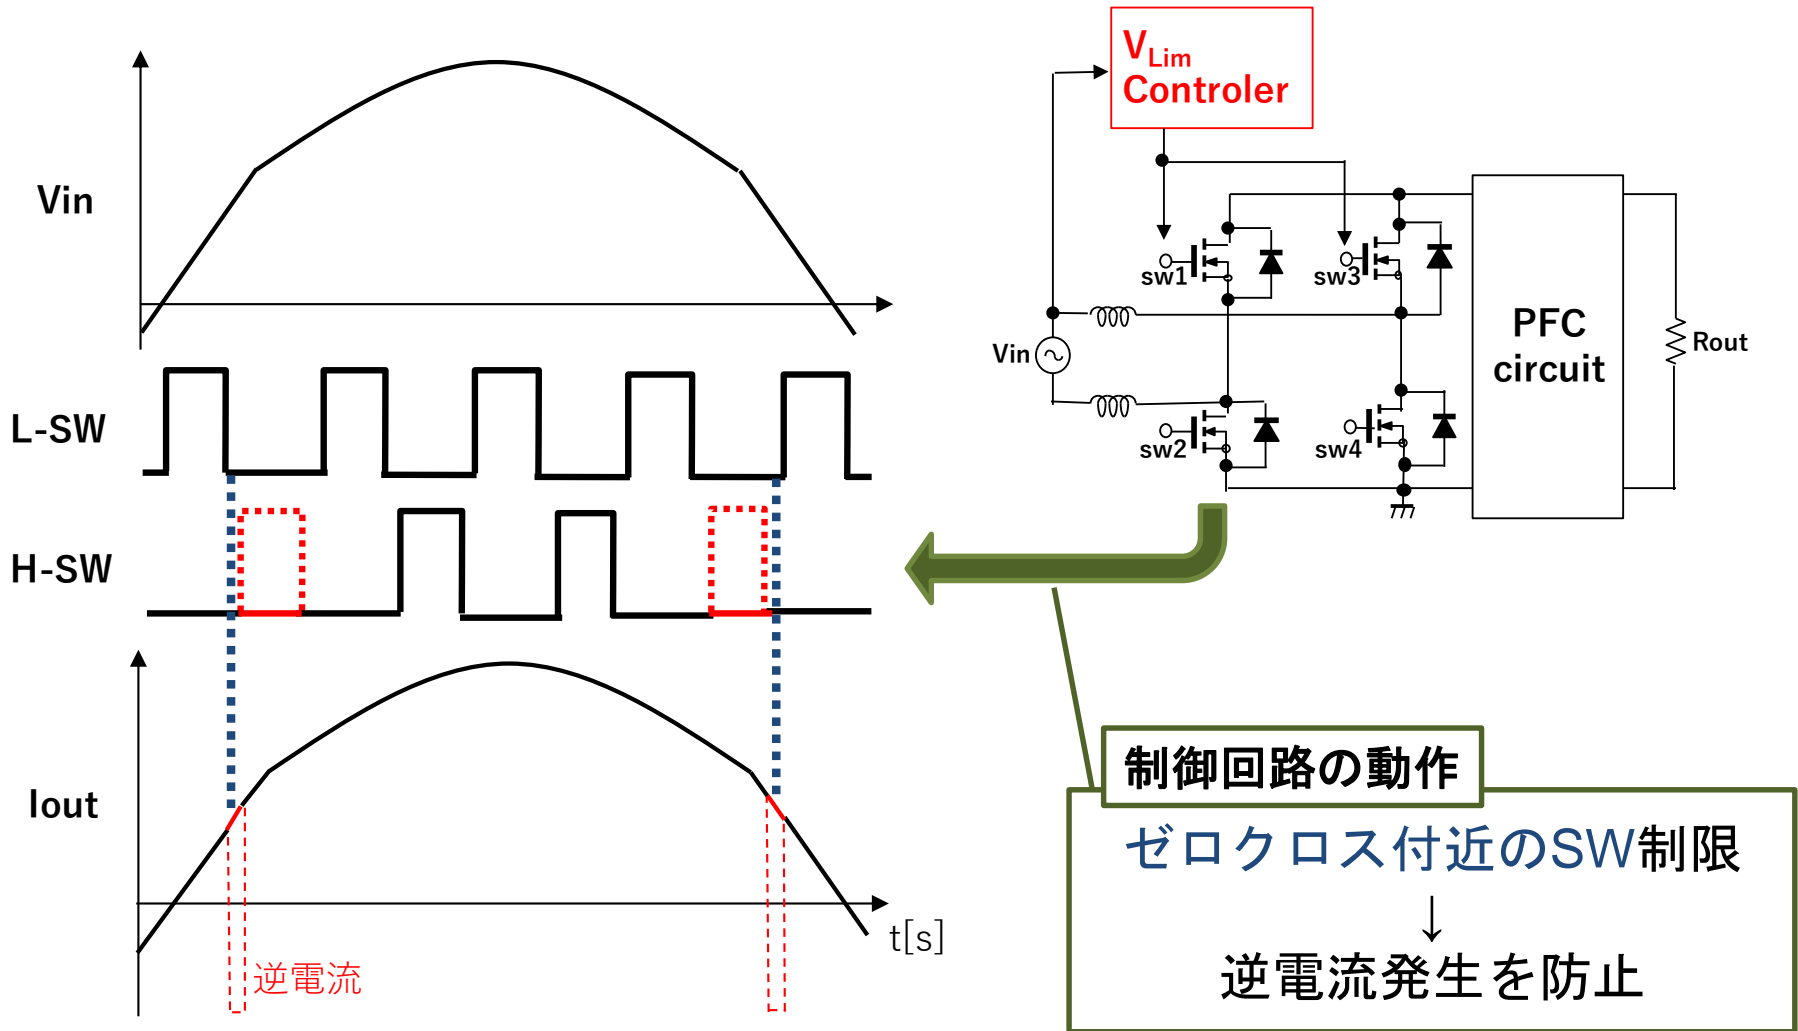 Vin
L-SW
H-SW
Iout
t[s]
逆電流
VLim
Controler
sw1
sw3
Vin
sw2
sw4
PFC
circuit
Rout
制御回路の動作
ゼロクロス付近のSW制限
↓
逆電流発生を防止